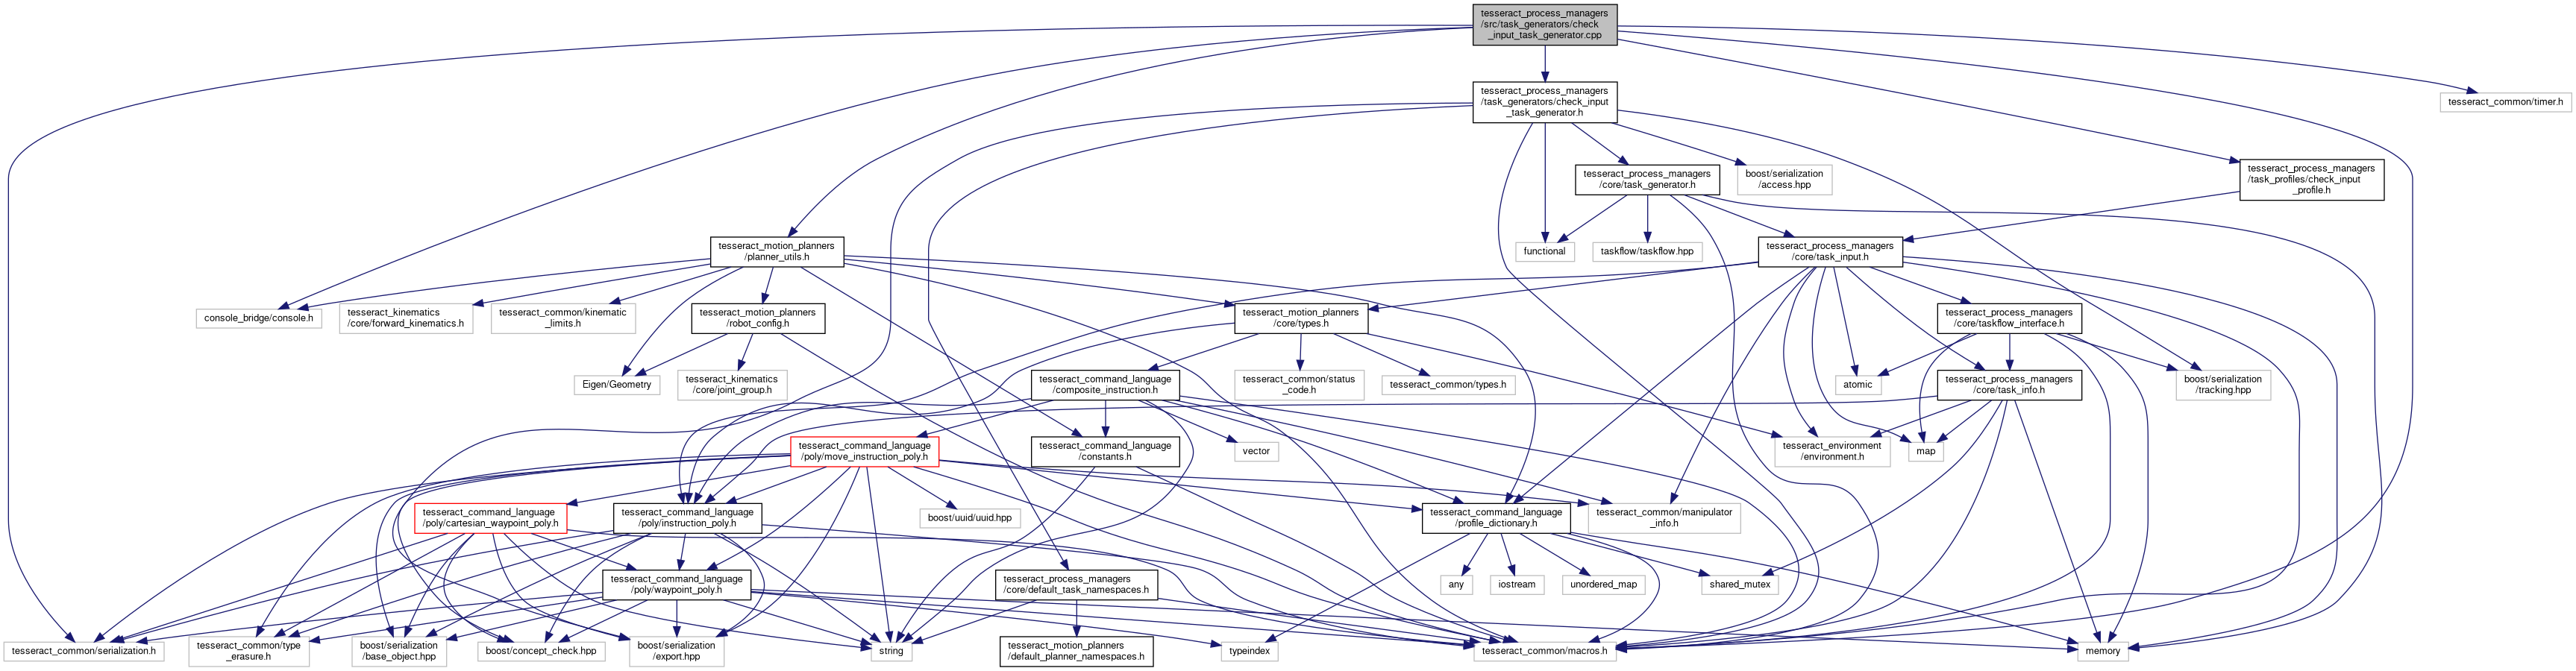 tesseract_process_managers
/src/task_generators/check
_input_task_generator.cpp
tesseract_process_managers
/task_generators/check_input
_task_generator.h
tesseract_common/timer.h
tesseract_process_managers
/core/task_generator.h
boost/serialization
/access.hpp
tesseract_process_managers
/task_profiles/check_input
_profile.h
tesseract_motion_planners
/planner_utils.h
functional
taskflow/taskflow.hpp
tesseract_process_managers
/core/task_input.h
console_bridge/console.h
tesseract_kinematics
/core/forward_kinematics.h
tesseract_common/kinematic
_limits.h
tesseract_motion_planners
/robot_config.h
tesseract_motion_planners
/core/types.h
tesseract_process_managers
/core/taskflow_interface.h
Eigen/Geometry
tesseract_kinematics
/core/joint_group.h
tesseract_command_language
/composite_instruction.h
tesseract_common/status
_code.h
tesseract_common/types.h
atomic
tesseract_process_managers
/core/task_info.h
boost/serialization
/tracking.hpp
tesseract_command_language
/poly/move_instruction_poly.h
tesseract_command_language
/constants.h
vector
tesseract_environment
/environment.h
map
tesseract_command_language
/poly/cartesian_waypoint_poly.h
tesseract_command_language
/poly/instruction_poly.h
boost/uuid/uuid.hpp
tesseract_command_language
/profile_dictionary.h
tesseract_common/manipulator
_info.h
tesseract_command_language
/poly/waypoint_poly.h
tesseract_process_managers
/core/default_task_namespaces.h
any
iostream
unordered_map
shared_mutex
tesseract_common/serialization.h
tesseract_common/type
_erasure.h
boost/serialization
/base_object.hpp
boost/concept_check.hpp
boost/serialization
/export.hpp
string
tesseract_motion_planners
/default_planner_namespaces.h
typeindex
tesseract_common/macros.h
memory